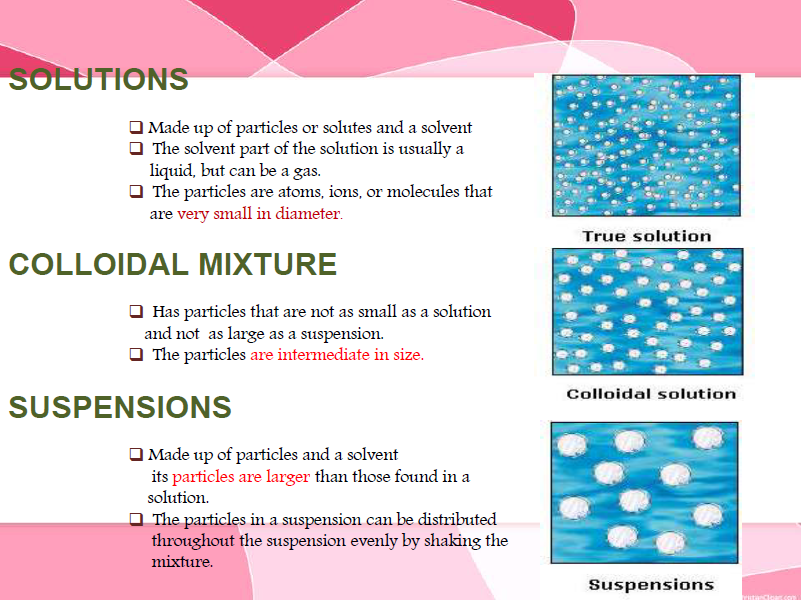 SOLUTIONS
❑ Made up of particles or solutes and a solvent
❑ The solvent part of the solution is usually a
liquid, but can be a gas.
❑ The particles are atoms, ions, or molecules that
are very small in diameter.
True solution
COLLOIDAL MIXTURE
❑ Has particles that are not as small as a solution
and not as large as a suspension.
❑ The particles are intermediate in size.
Colloidal solution
SUSPENSIONS
❑ Made up of particles and a solvent
its particles are larger than those found in a
solution.
❑ The particles in a suspension can be distributed
throughout the suspension evenly by shaking the
mixture.
Suspensions